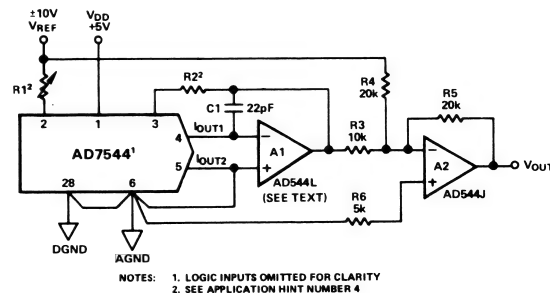 ±10V
VREF
VDD
+5V
R1²
R2²
C1
22pF
R4
20k
R5
20k
2
1
3
4
IOUT1
R3
10k
AD7544¹
5
IOUT2
−
+
A1
−
+
A2
VOUT
AD544L
(SEE TEXT)
AD544J
28
6
R6
5k
DGND
AGND
NOTES: 1. LOGIC INPUTS OMITTED FOR CLARITY
2. SEE APPLICATION HINT NUMBER 4